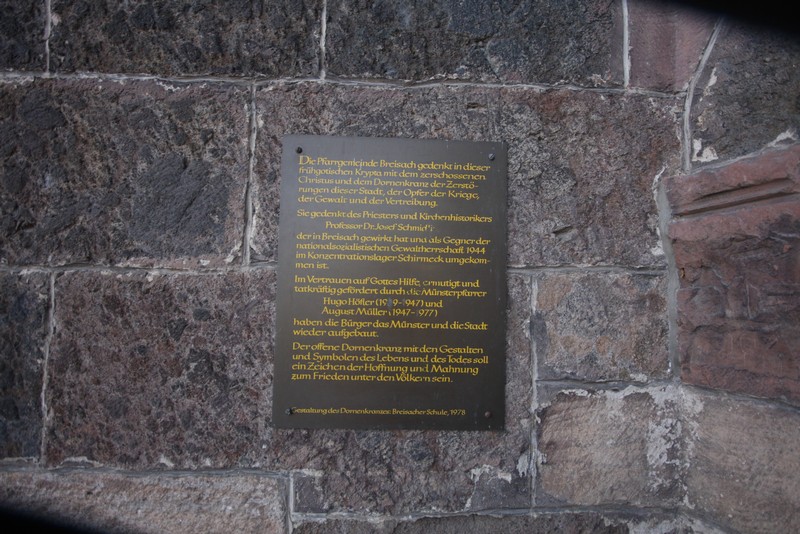 Die Pfarrgemeinde Breisach gedenkt in dieser
frühgotischen Krypta mit dem zerschossenen
Christus und dem Dornenkranz der Zerstö-
rungen dieser Stadt, der Opfer der Kriege,
der Gewalt und der Vertreibung.
Sie gedenkt des Priesters und Kirchenhistorikers
Professor Dr. Josef Schmidt
der in Breisach gewirkt hat und als Gegner der
nationalsozialistischen Gewaltherrschaft 1944
im Konzentrationslager Schirmeck umgekom-
men ist.
Im Vertrauen auf Gottes Hilfe, ermutigt und
tatkräftig gefördert durch die Münsterpfarrer
Hugo Höfler (-1947) und
August Müller (1947-1977)
haben die Bürger das Münster und die Stadt
wieder aufgebaut.
Der offene Dornenkranz mit den Gestalten
und Symbolen des Lebens und des Todes soll
ein Zeichen der Hoffnung und Mahnung
zum Frieden unter den Völkern sein.
Gestaltung des Dornenkranzes: Breisacher Schule, 1978